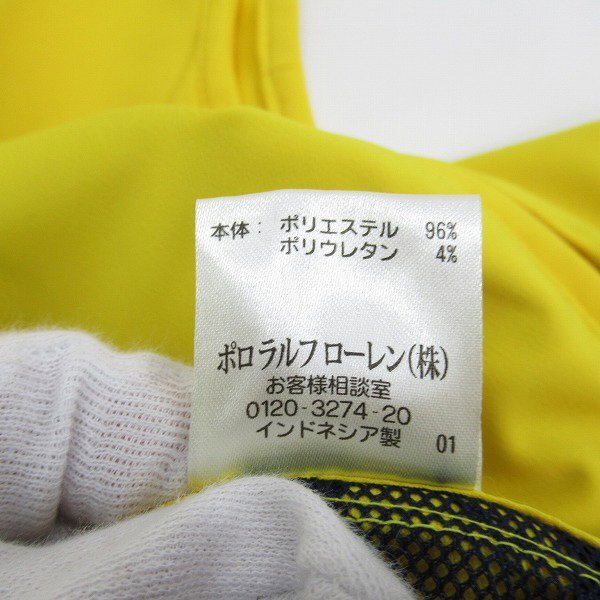 本体： ポリエステル 96%
ポリウレタン 4%
ポロ ラルフ ローレン(株)
お客様相談室
0120-3274-20
インドネシア製 01